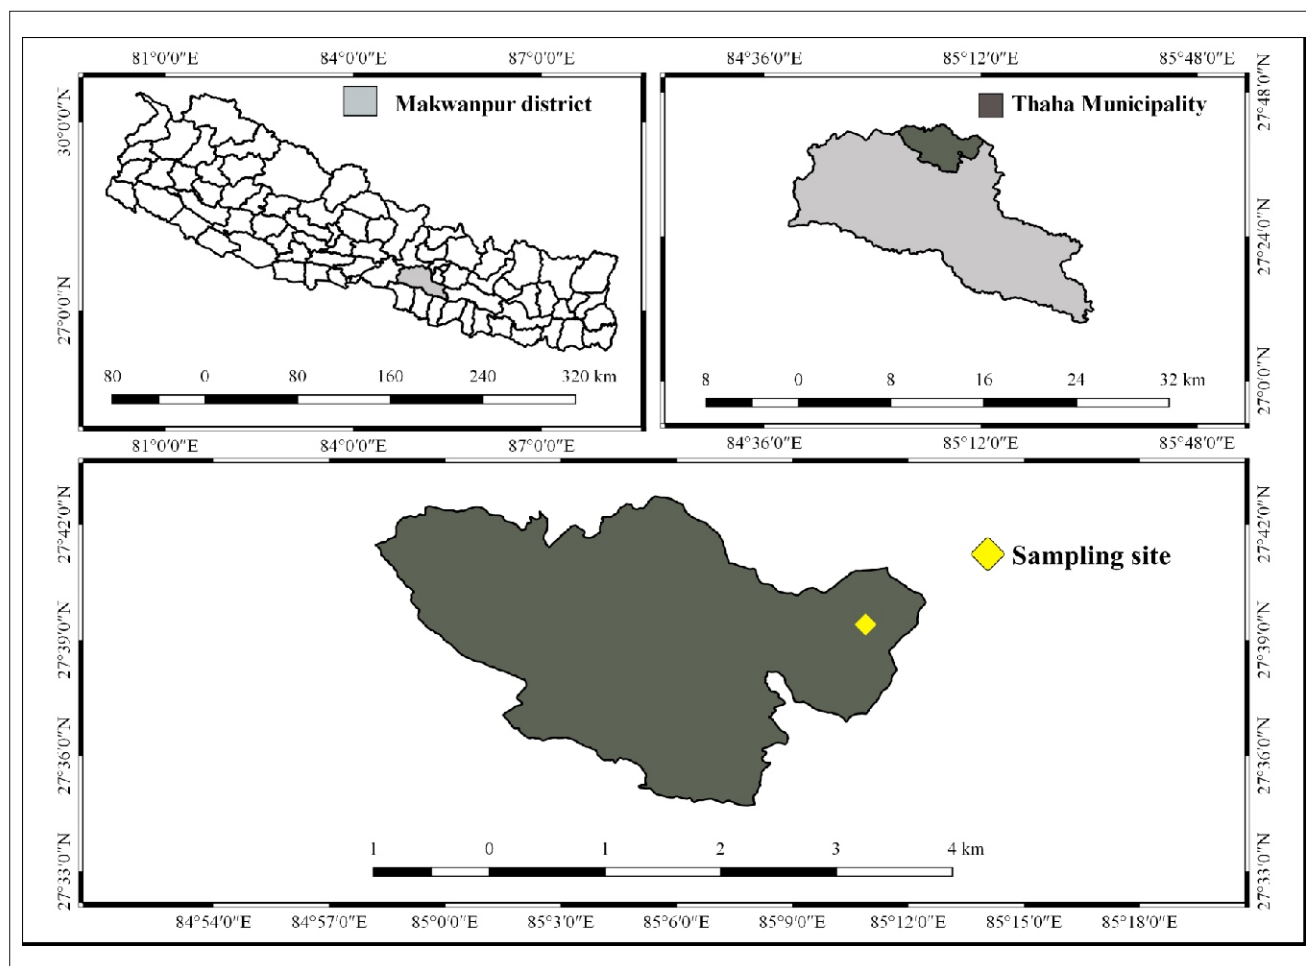 81°0'0"E 84°0'0"E 87°0'0"E
84°36'0"E 85°12'0"E 85°48'0"E
30°0'0"N
27°0'0"N
Makwanpur district
80 0 80 160 240 320 km
Thaha Municipality
27°48'0"N
27°24'0"N
27°0'0"N
8 0 8 16 24 32 km
81°0'0"E 84°0'0"E 87°0'0"E
84°36'0"E 85°12'0"E 85°48'0"E
27°42'0"N
27°39'0"N
27°36'0"N
27°33'0"N
Sampling site
27°42'0"N
27°39'0"N
27°36'0"N
27°33'0"N
1 0 1 2 3 4 km
84°54'0"E 84°57'0"E 85°0'0"E 85°3'0"E 85°6'0"E 85°9'0"E 85°12'0"E 85°15'0"E 85°18'0"E